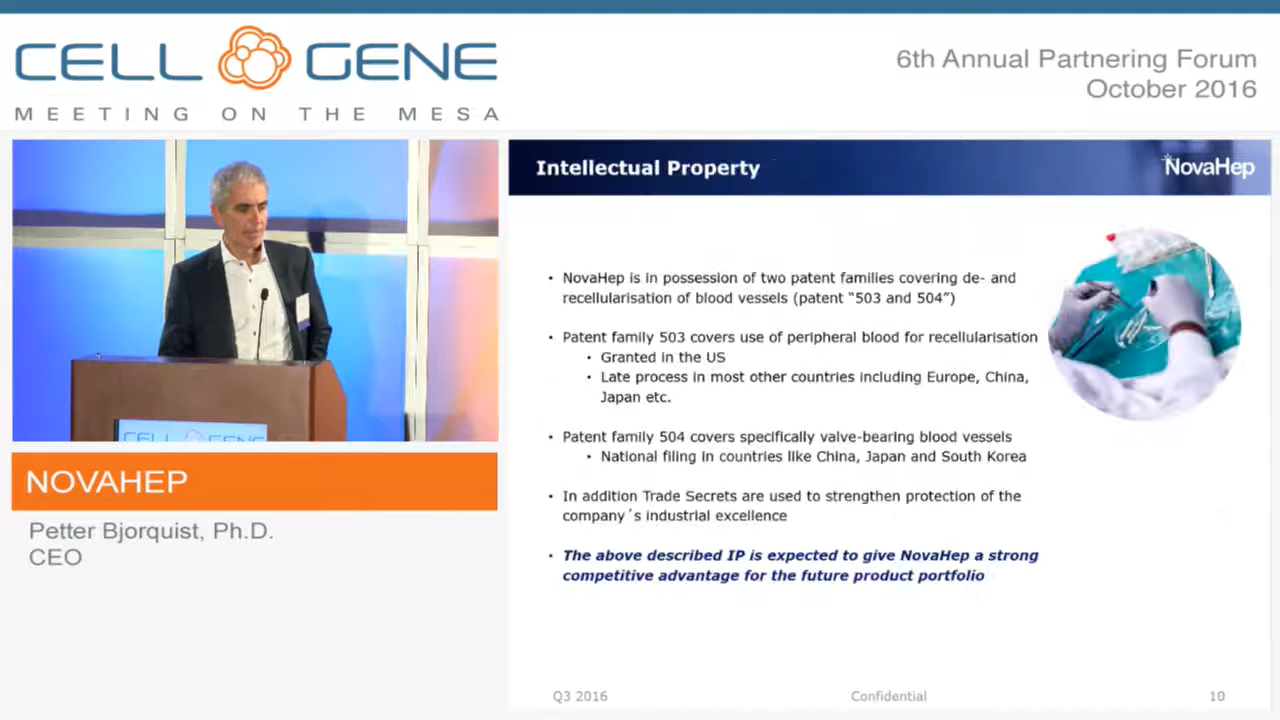 CELL GENE
MEETING ON THE MESA
6th Annual Partnering Forum
October 2016
CELL GENE
NOVAHEP
Petter Bjorquist, Ph.D.
CEO
Intellectual Property
NovaHep
• NovaHep is in possession of two patent families covering de- and
recellularisation of blood vessels (patent “503 and 504”)
• Patent family 503 covers use of peripheral blood for recellularisation
• Granted in the US
• Late process in most other countries including Europe, China,
Japan etc.
• Patent family 504 covers specifically valve-bearing blood vessels
• National filing in countries like China, Japan and South Korea
• In addition Trade Secrets are used to strengthen protection of the
company´s industrial excellence
• The above described IP is expected to give NovaHep a strong
competitive advantage for the future product portfolio
Q3 2016
Confidential
10